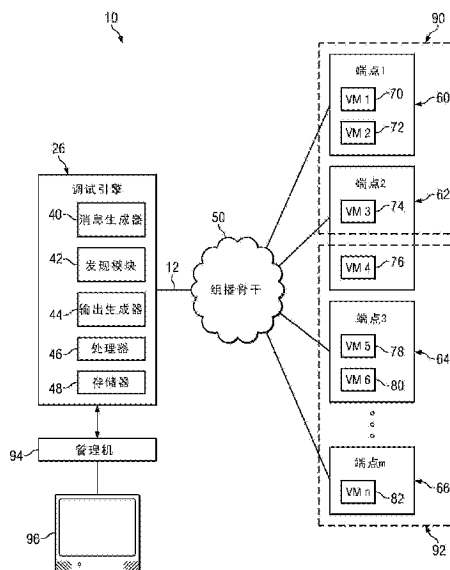 10
26
调试引擎
40
消息生成器
42
发现模块
44
输出生成器
46
处理器
48
存储器
94
管理机
96
12
50
组播骨干
90
端点1
VM 1
70
60
VM 2
72
端点2
62
VM 3
74
VM 4
76
端点3
VM 5
78
64
VM 6
80
端点m
VM n
82
66
92